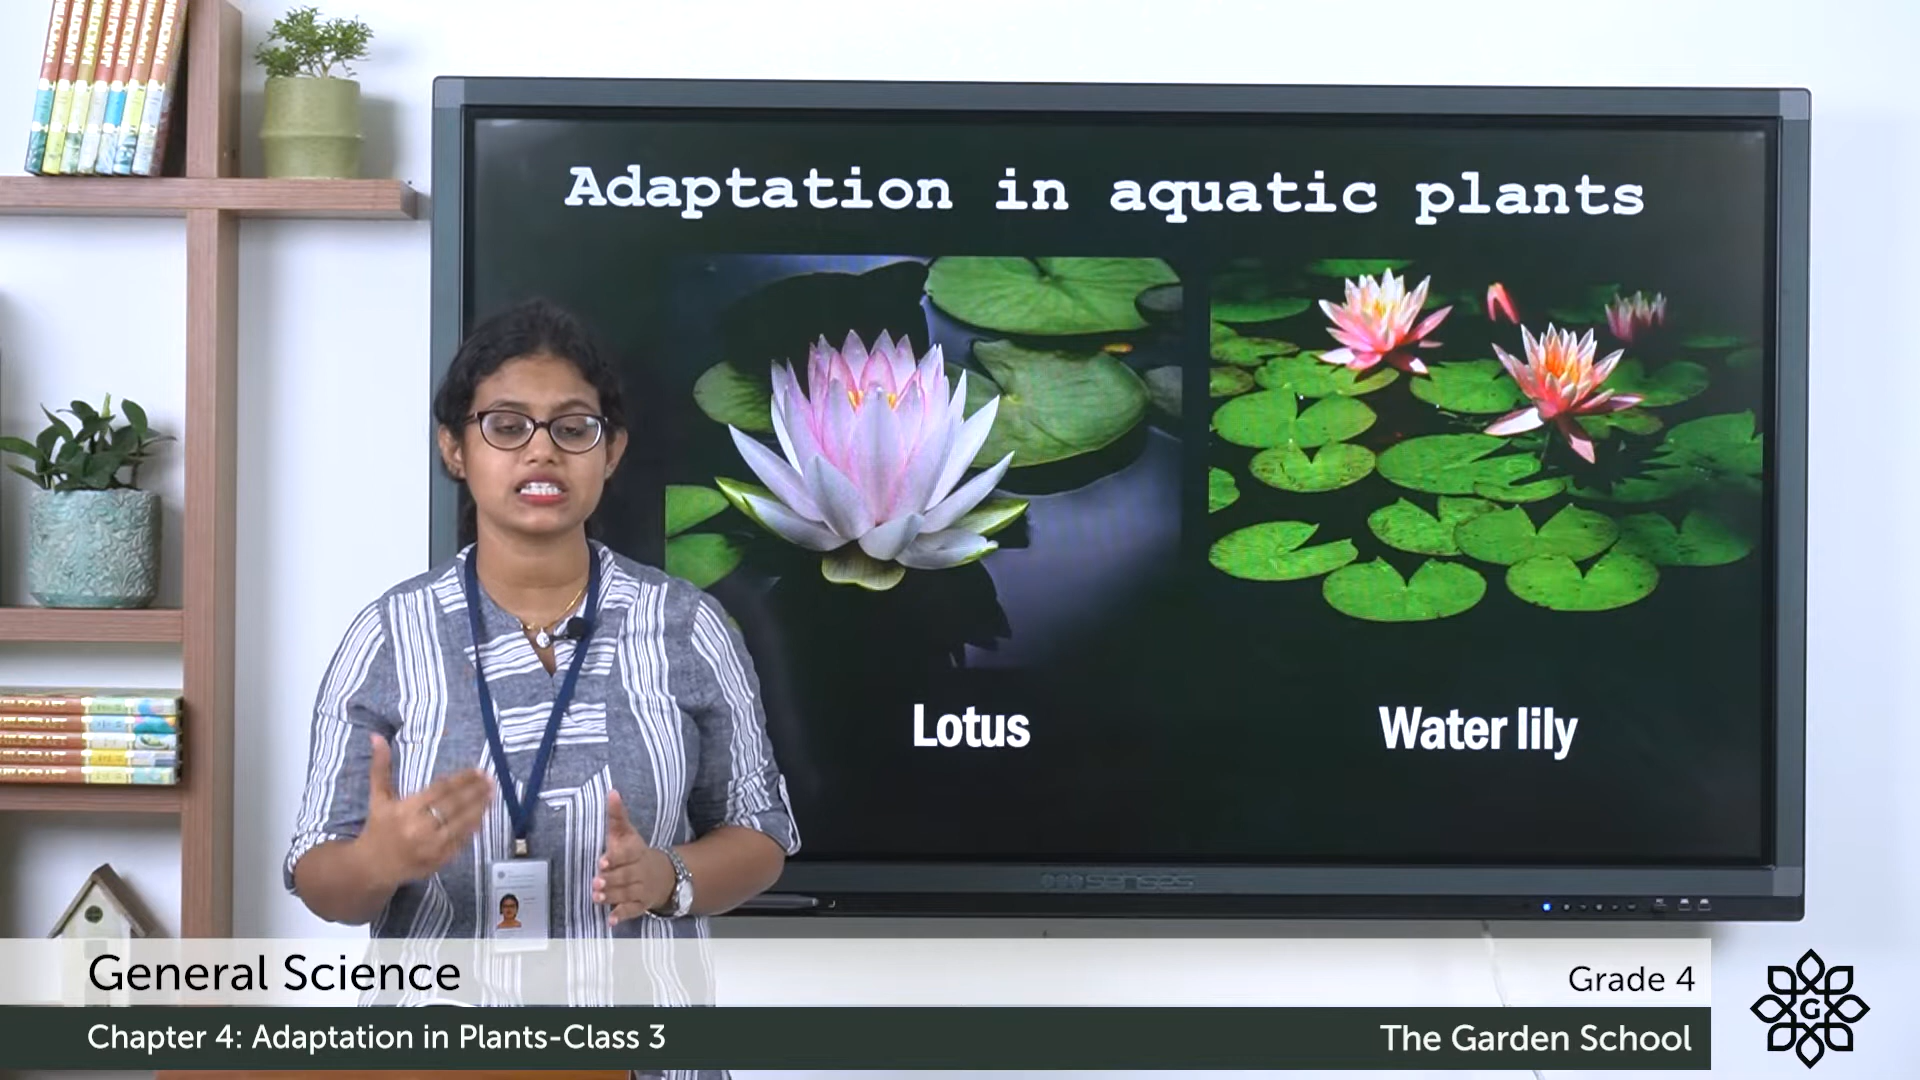 Adaptation in aquatic plants
Lotus
Water lily
senses
General Science
Grade 4
Chapter 4: Adaptation in Plants-Class 3
The Garden School
G